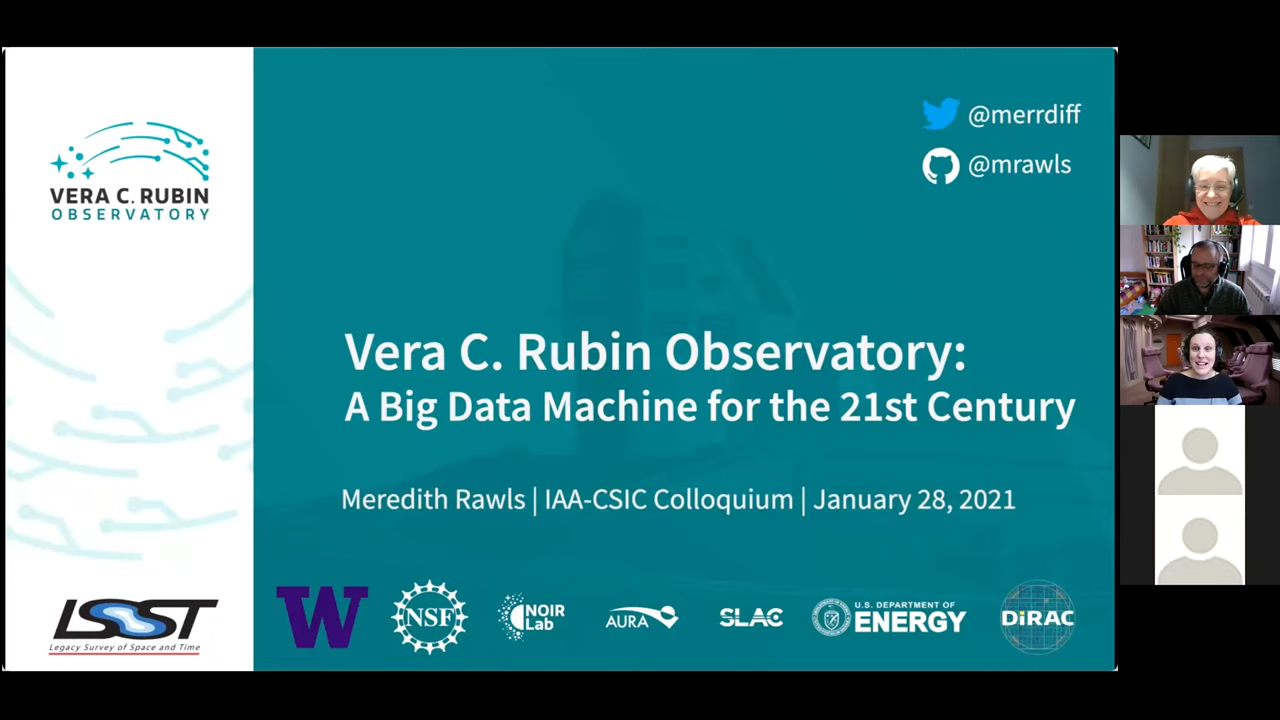 VERA C. RUBIN
OBSERVATORY
@merrdiff
@mrawls
Vera C. Rubin Observatory:
A Big Data Machine for the 21st Century
Meredith Rawls | IAA-CSIC Colloquium | January 28, 2021
LSST
Legacy Survey of Space and Time
W
NSF
NOIR
Lab
AURA
SLAC
U.S. DEPARTMENT OF
ENERGY
DiRAC